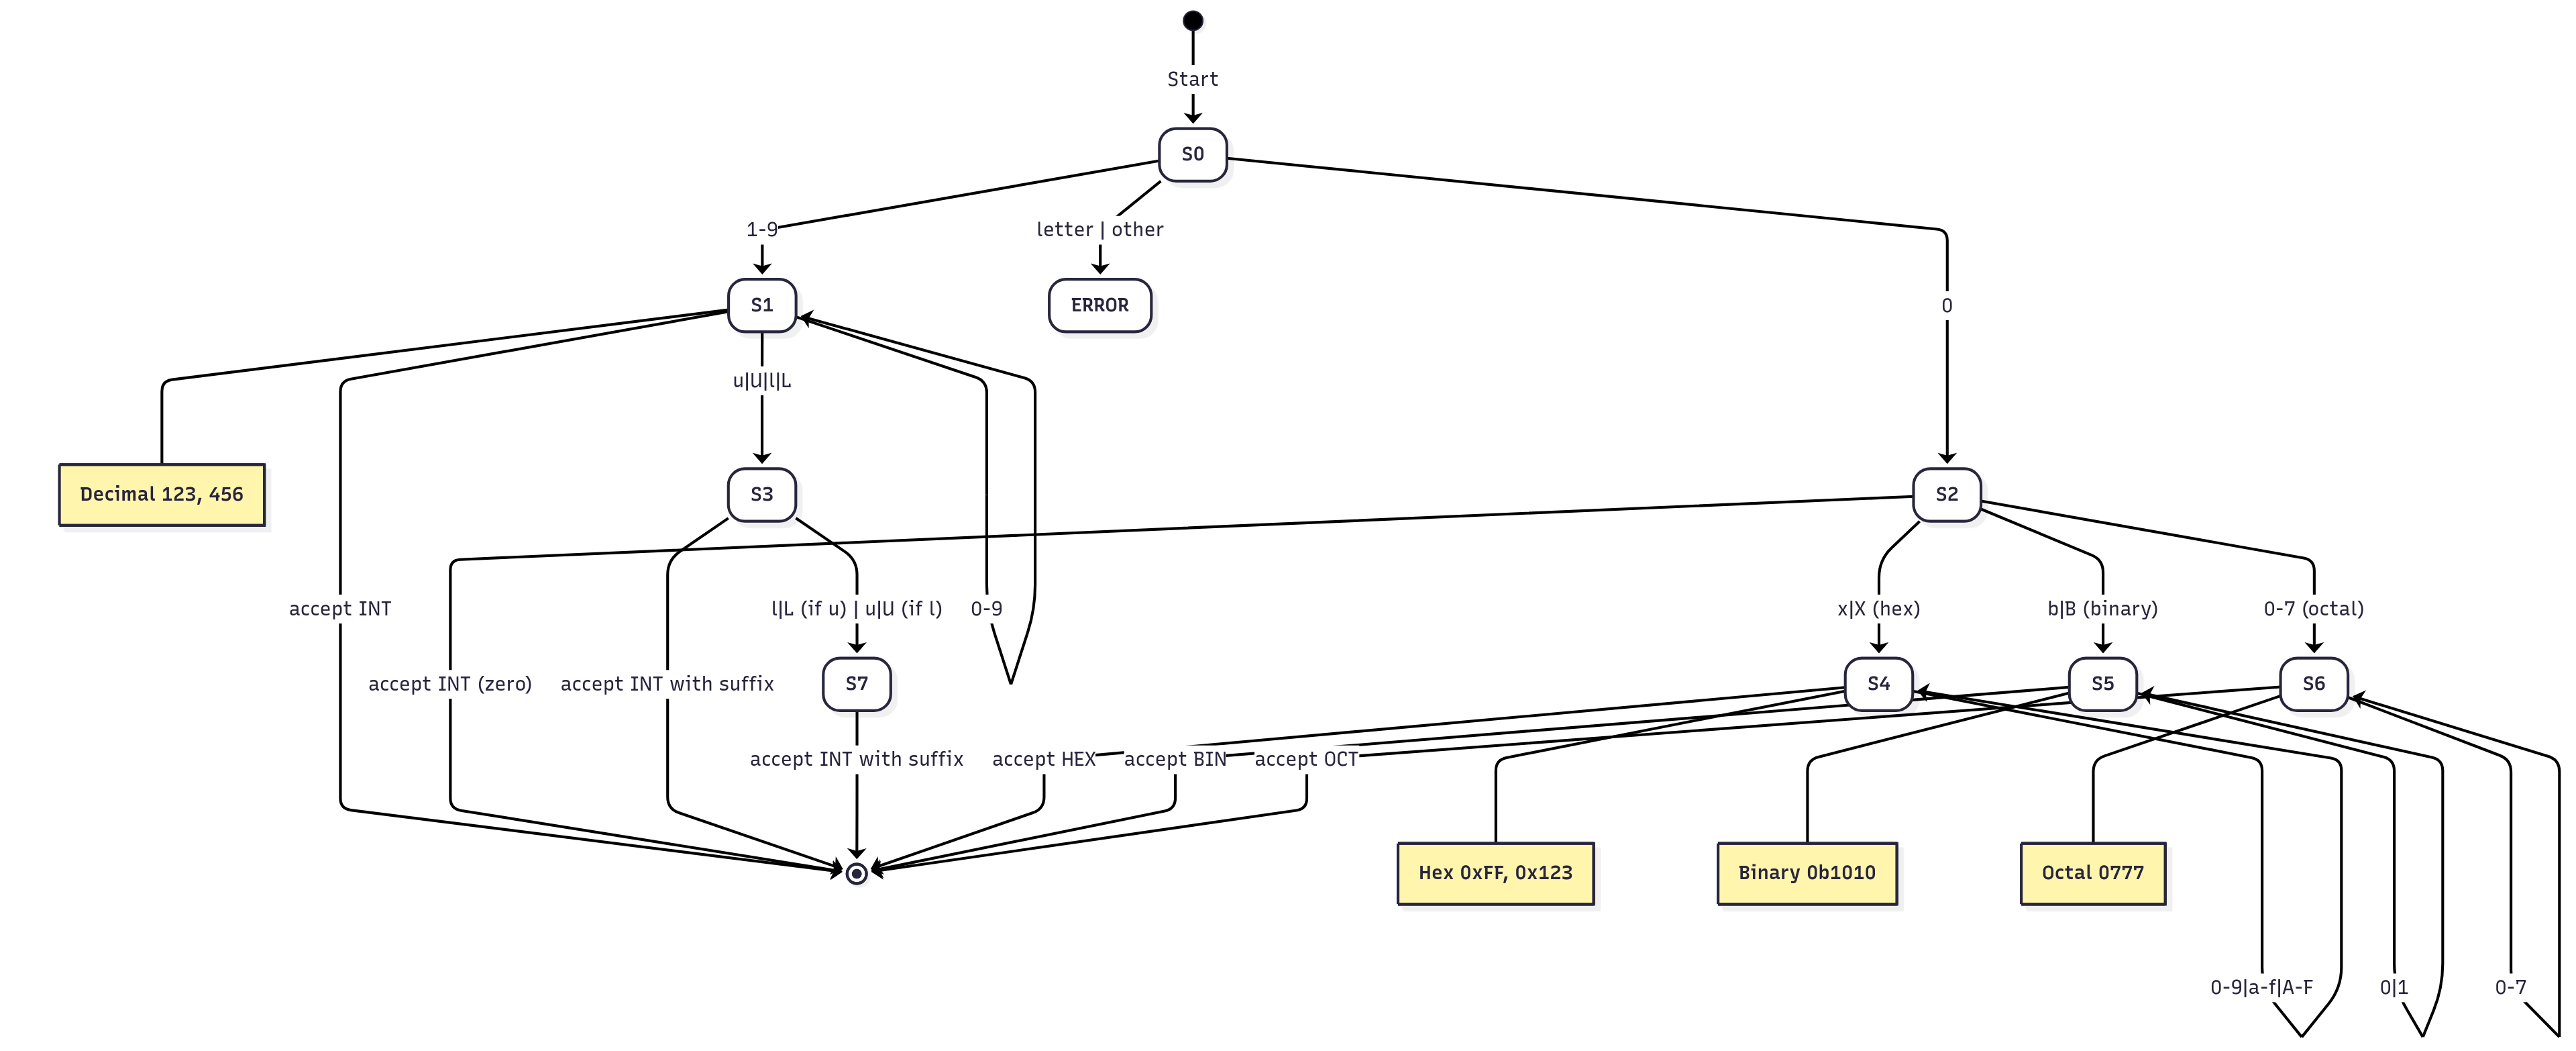 Start
S0
1-9
letter | other
S1
ERROR
0
u|U|l|L
Decimal 123, 456
S3
S2
accept INT
l|L (if u) | u|U (if l)
0-9
x|X (hex)
b|B (binary)
0-7 (octal)
accept INT (zero)
accept INT with suffix
S7
S4
S5
S6
accept INT with suffix
accept HEX
accept BIN
accept OCT
Hex 0xFF, 0x123
Binary 0b1010
Octal 0777
0-9|a-f|A-F
0|1
0-7